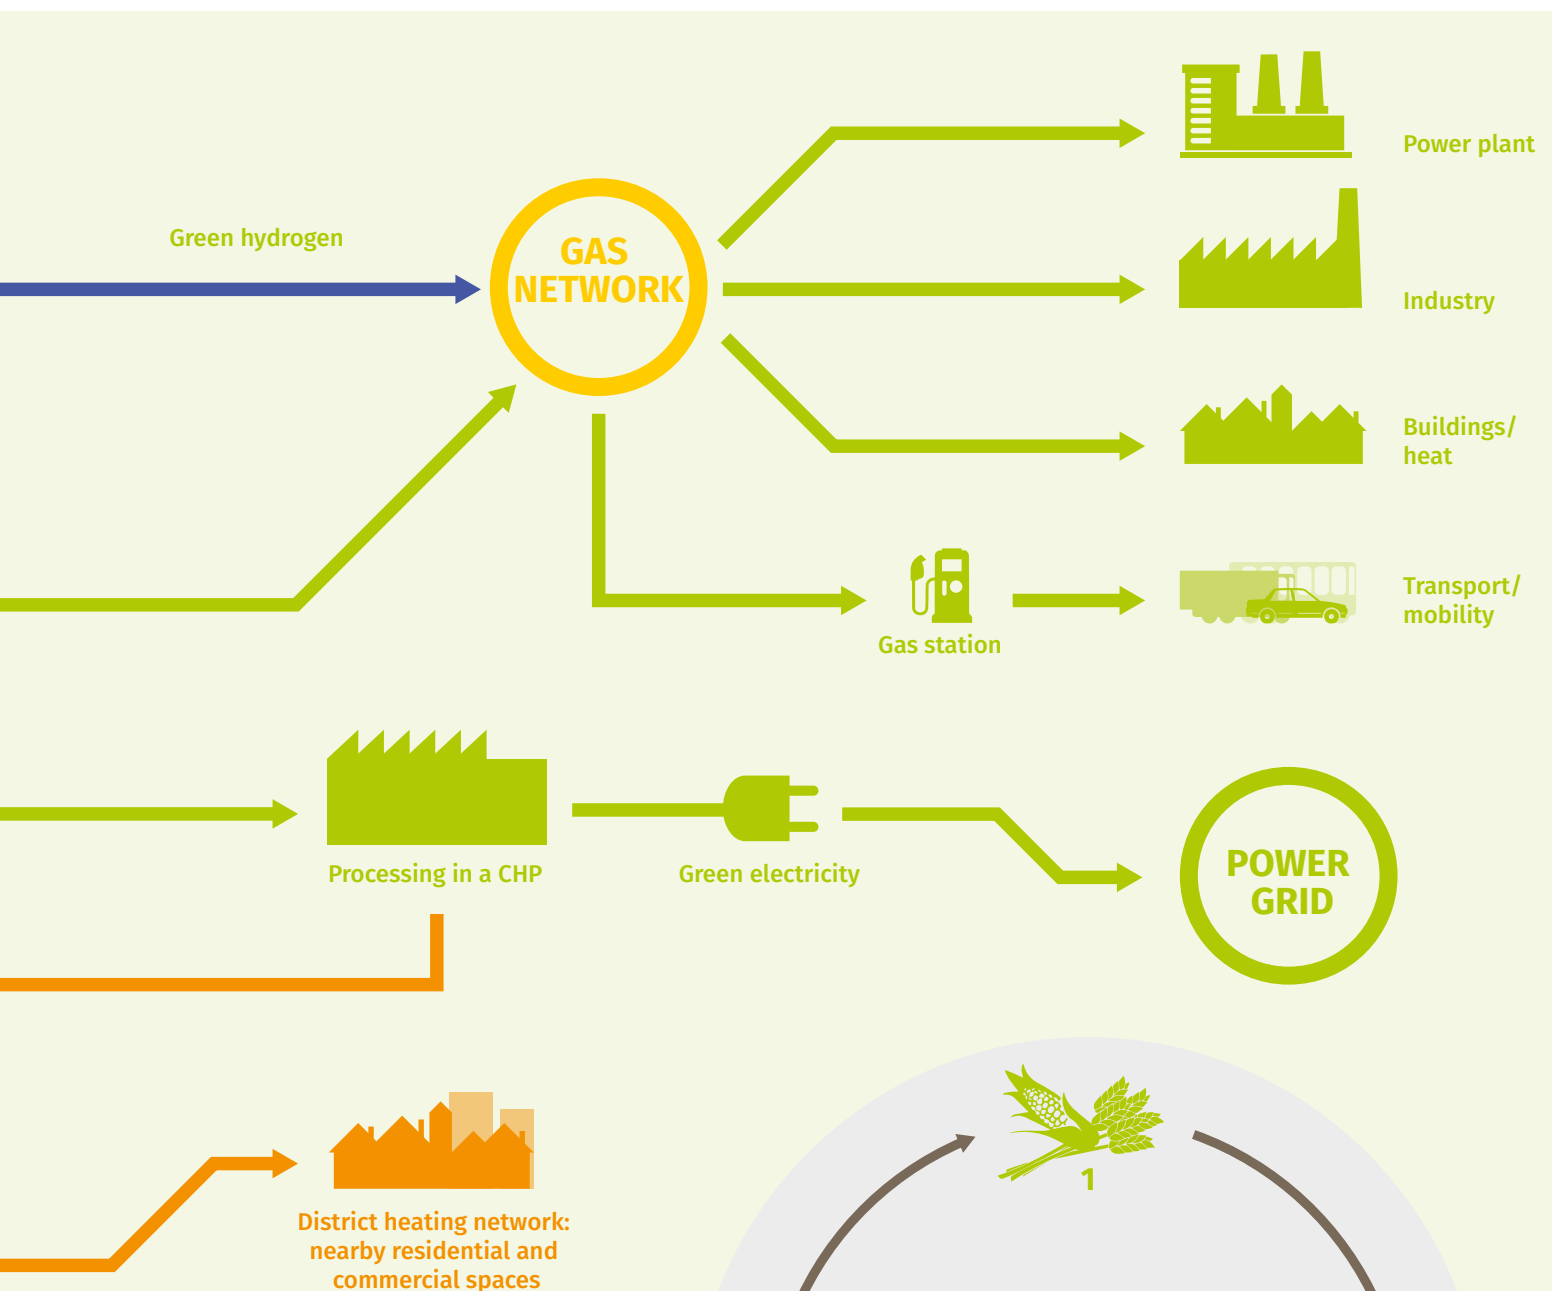 Power plant
Green hydrogen
GAS
NETWORK
Industry
Buildings/
heat
Transport/
mobility
Gas station
Processing in a CHP
Green electricity
POWER
GRID
1
District heating network:
nearby residential and
commercial spaces